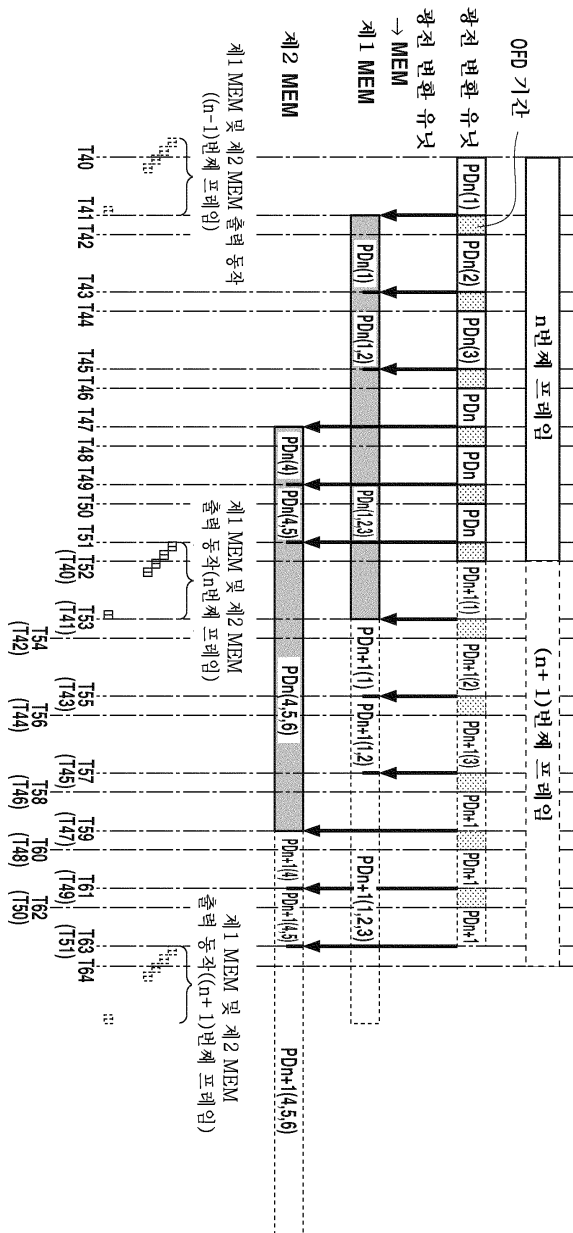 n번째 프레임
(n+1)번째 프레임
OFD 기간
광전 변환 유닛
PDn(1)
PDn(2)
PDn(3)
PDn
PDn
PDn
PDn+1(1)
PDn+1(2)
PDn+1(3)
PDn+1
PDn+1
PDn+1
광전 변환 유닛
→ MEM
제1 MEM
PDn(1)
PDn(1,2)
PDn(1,2,3)
PDn+1(1)
PDn+1(1,2)
PDn+1(1,2,3)
제2 MEM
PDn(4)
PDn(4,5)
PDn(4,5,6)
PDn+1(4)
PDn+1(4,5)
PDn+1(4,5,6)
제1 MEM 및 제2 MEM 출력 동작
((n-1)번째 프레임)
제1 MEM 및 제2 MEM
출력 동작(n번째 프레임)
제1 MEM 및 제2 MEM
출력 동작((n+1)번째 프레임)
T40
T41
T42
T43
T44
T45
T46
T47
T48
T49
T50
T51
T52
(T40)
T53
(T41)
T54
(T42)
T55
(T43)
T56
(T44)
T57
(T45)
T58
(T46)
T59
(T47)
T60
(T48)
T61
(T49)
T62
(T50)
T63
(T51)
T64